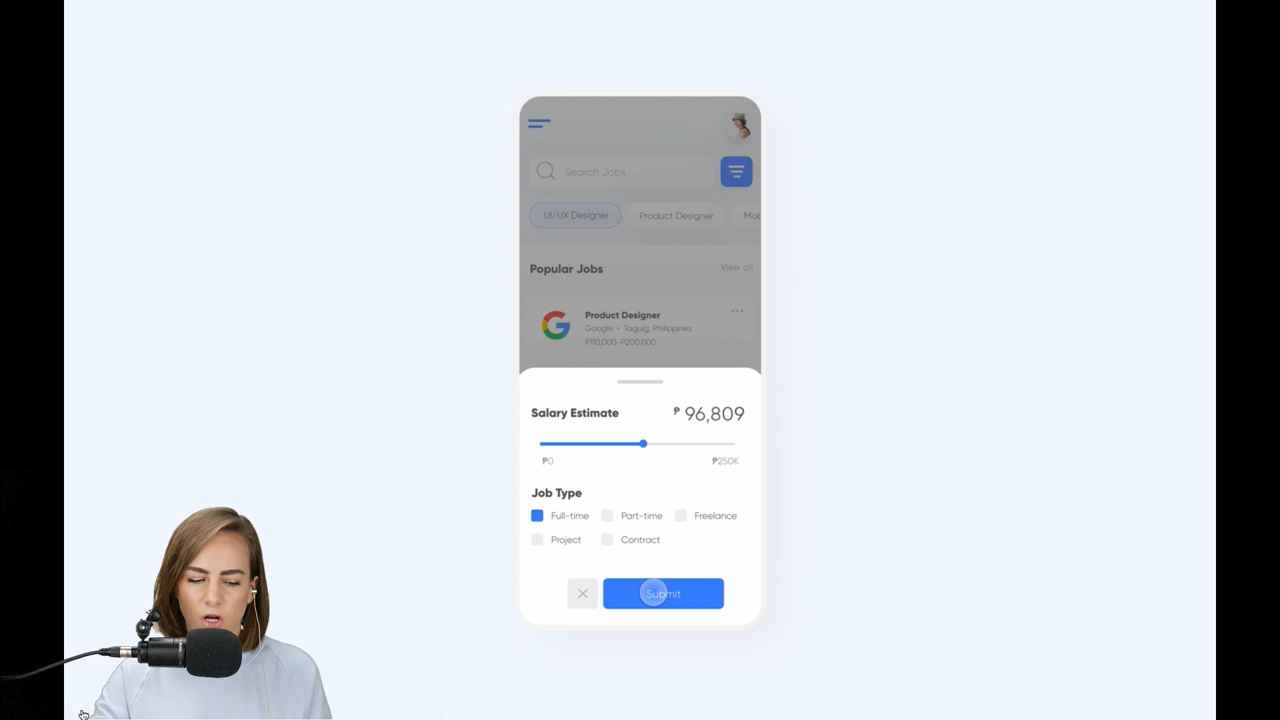 Search Jobs
UI/UX Designer Product Designer Mob
Popular Jobs View all
Product Designer
Google • Taguig, Philippines
₱110,000-₱200,000
Salary Estimate ₱ 96,809
₱0 ₱250K
Job Type
Full-time Part-time Freelance
Project Contract
Submit